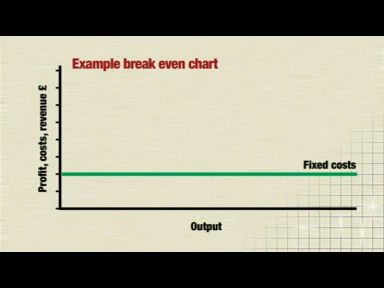 Example break even chart
Profit, costs, revenue £
Fixed costs
Output